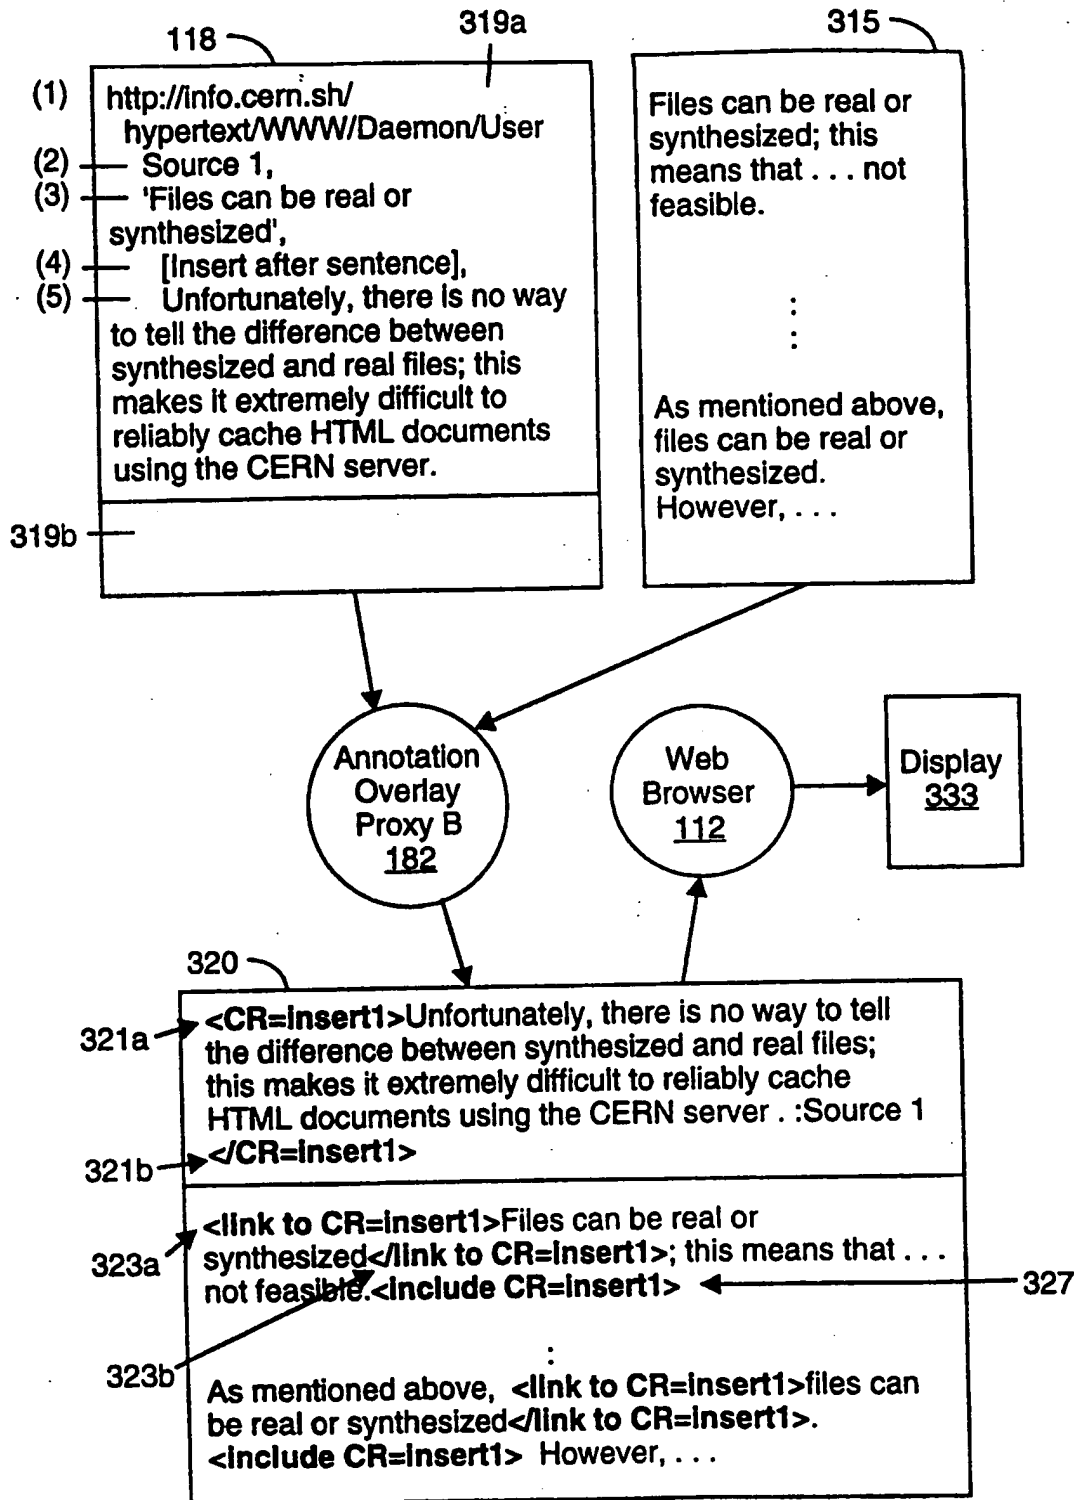 118
319a
315
(1) http://info.cern.sh/
hypertext/WWW/Daemon/User
(2) Source 1,
(3) 'Files can be real or
synthesized',
(4) [Insert after sentence],
(5) Unfortunately, there is no way
to tell the difference between
synthesized and real files; this
makes it extremely difficult to
reliably cache HTML documents
using the CERN server.
319b
Files can be real or
synthesized; this
means that . . . not
feasible.
As mentioned above,
files can be real or
synthesized.
However, . . .
Annotation
Overlay
Proxy B
182
Web
Browser
112
Display
333
320
321a
<CR=insert1>Unfortunately, there is no way to tell
the difference between synthesized and real files;
this makes it extremely difficult to reliably cache
HTML documents using the CERN server . :Source 1
</CR=insert1>
321b
323a
<link to CR=insert1>Files can be real or
synthesized</link to CR=insert1>; this means that . . .
not feasible.<include CR=insert1>
327
323b
As mentioned above, <link to CR=insert1>files can
be real or synthesized</link to CR=insert1>.
<include CR=insert1> However, . . .